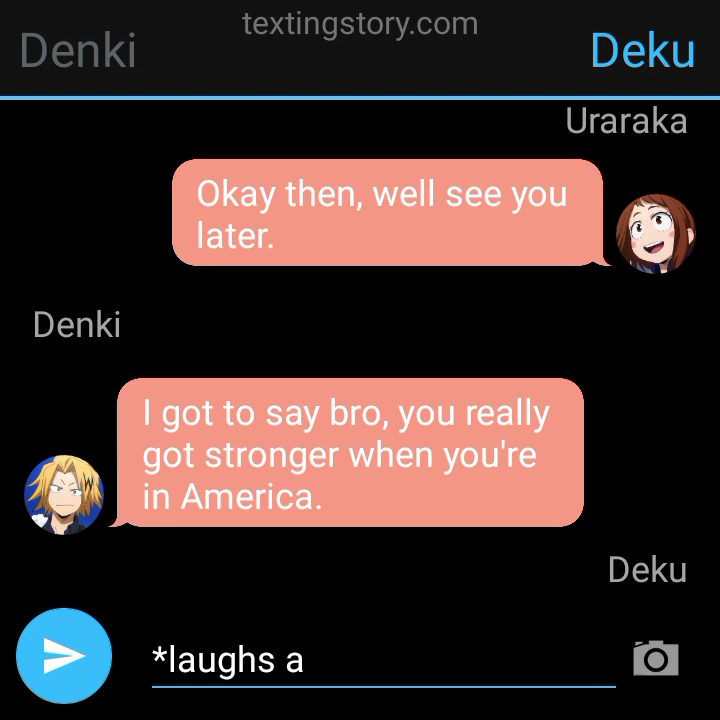 textingstory.com
Denki
Deku
Uraraka
Okay then, well see you
later.
Denki
I got to say bro, you really
got stronger when you're
in America.
Deku
*laughs a